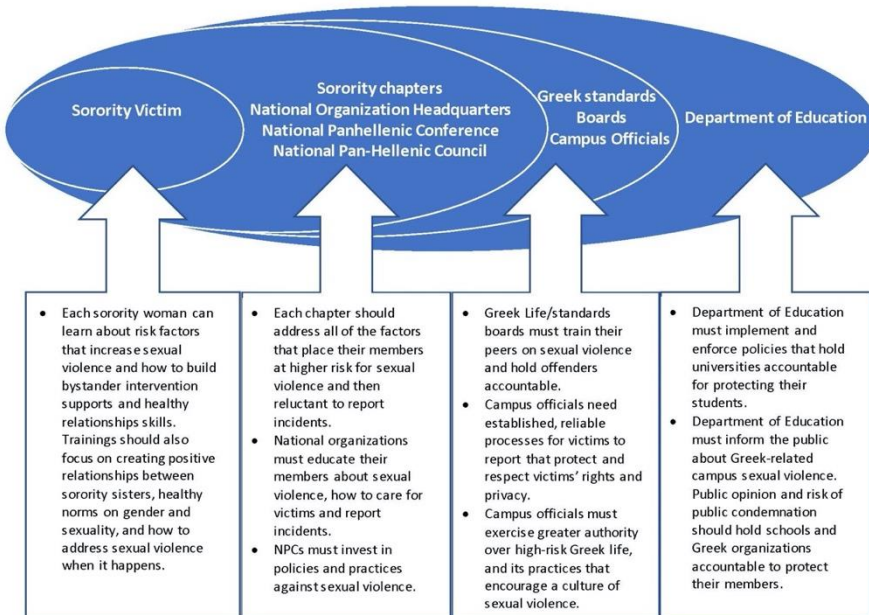 Sorority Victim
Sorority chapters
National Organization Headquarters
National Panhellenic Conference
National Pan-Hellenic Council
Greek standards
Boards
Campus Officials
Department of Education
• Each sorority woman can
learn about risk factors
that increase sexual
violence and how to build
bystander intervention
supports and healthy
relationships skills.
Trainings should also
focus on creating positive
relationships between
sorority sisters, healthy
norms on gender and
sexuality, and how to
address sexual violence
when it happens.
• Each chapter should
address all of the factors
that place their members
at higher risk for sexual
violence and then
reluctant to report
incidents.
• National organizations
must educate their
members about sexual
violence, how to care for
victims and report
incidents.
• NPCs must invest in
policies and practices
against sexual violence.
• Greek Life/standards
boards must train their
peers on sexual violence
and hold offenders
accountable.
• Campus officials need
established, reliable
processes for victims to
report that protect and
respect victims' rights and
privacy.
• Campus officials must
exercise greater authority
over high-risk Greek life,
and its practices that
encourage a culture of
sexual violence.
• Department of Education
must implement and
enforce policies that hold
universities accountable
for protecting their
students.
• Department of Education
must inform the public
about Greek-related
campus sexual violence.
Public opinion and risk of
public condemnation
should hold schools and
Greek organizations
accountable to protect
their members.